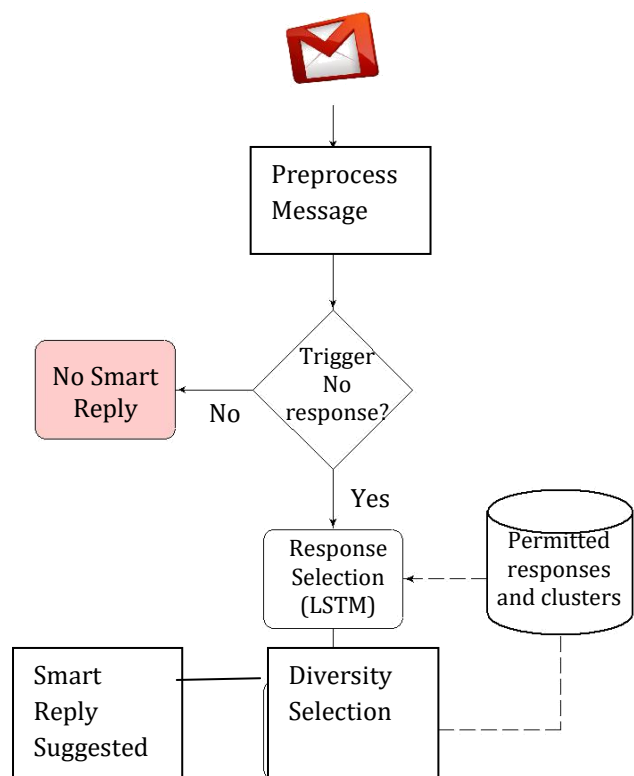 Preprocess
Message
Trigger
No
response?
No Smart
Reply
No
Yes
Response
Selection
(LSTM)
Permitted
responses
and clusters
Smart
Reply
Suggested
Diversity
Selection